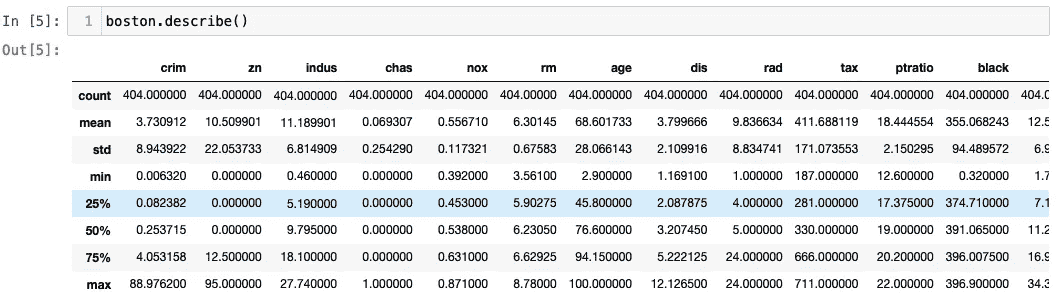 In [5]: 1 boston.describe()
Out[5]:
crim zn indus chas nox rm age dis rad tax ptratio black
count 404.000000 404.000000 404.000000 404.000000 404.000000 404.00000 404.000000 404.000000 404.000000 404.000000 404.000000 404.000000 404.0
mean 3.730912 10.509901 11.189901 0.069307 0.556710 6.30145 68.601733 3.799666 9.836634 411.688119 18.444554 355.068243 12.5
std 8.943922 22.053733 6.814909 0.254290 0.117321 0.67583 28.066143 2.109916 8.834741 171.073553 2.150295 94.489572 6.9
min 0.006320 0.000000 0.460000 0.000000 0.392000 3.56100 2.900000 1.169100 1.000000 187.000000 12.600000 0.320000 1.7
25% 0.082382 0.000000 5.190000 0.000000 0.453000 5.90275 45.800000 2.087875 4.000000 281.000000 17.375000 374.710000 7.1
50% 0.253715 0.000000 9.795000 0.000000 0.538000 6.23050 76.600000 3.207450 5.000000 330.000000 19.000000 391.065000 11.2
75% 4.053158 12.500000 18.100000 0.000000 0.631000 6.62925 94.150000 5.222125 24.000000 666.000000 20.200000 396.007500 16.9
max 88.976200 95.000000 27.740000 1.000000 0.871000 8.78000 100.000000 12.126500 24.000000 711.000000 22.000000 396.900000 34.3